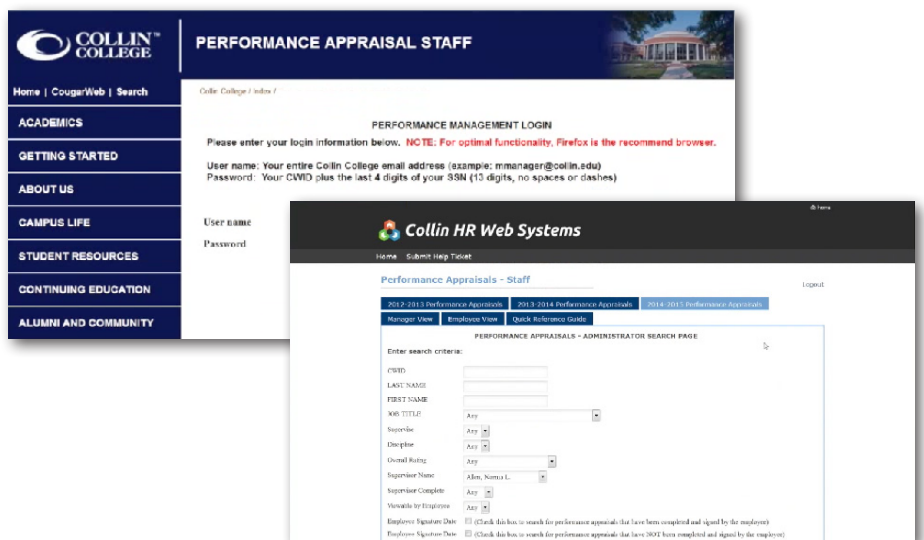 COLLIN™
COLLEGE
PERFORMANCE APPRAISAL STAFF
Home | CougarWeb | Search
ACADEMICS
GETTING STARTED
ABOUT US
CAMPUS LIFE
STUDENT RESOURCES
CONTINUING EDUCATION
ALUMNI AND COMMUNITY
Collin College / Index /
PERFORMANCE MANAGEMENT LOGIN
Please enter your login information below. NOTE: For optimal functionality, Firefox is the recommend browser.
User name: Your entire Collin College email address (example: mmanager@collin.edu)
Password: Your CWID plus the last 4 digits of your SSN (13 digits, no spaces or dashes)
User name
Password
home
Collin HR Web Systems
Home Submit Help Ticket
Performance Appraisals - Staff
Logout
2012-2013 Performance Appraisals 2013-2014 Performance Appraisals 2014-2015 Performance Appraisals
Manager View Employee View Quick Reference Guide
PERFORMANCE APPRAISALS - ADMINISTRATOR SEARCH PAGE
Enter search criteria:
CWID
LAST NAME
FIRST NAME
JOB TITLE Any
Supervise Any
Discipline Any
Overall Rating Any
Supervisor Name Allen, Norma L.
Supervisor Complete Any
Viewable by Employee Any
Employee Signature Date (Check this box to search for performance appraisals that have been completed and signed by the employee)
Employee Signature Date (Check this box to search for performance appraisals that have NOT been completed and signed by the employee)